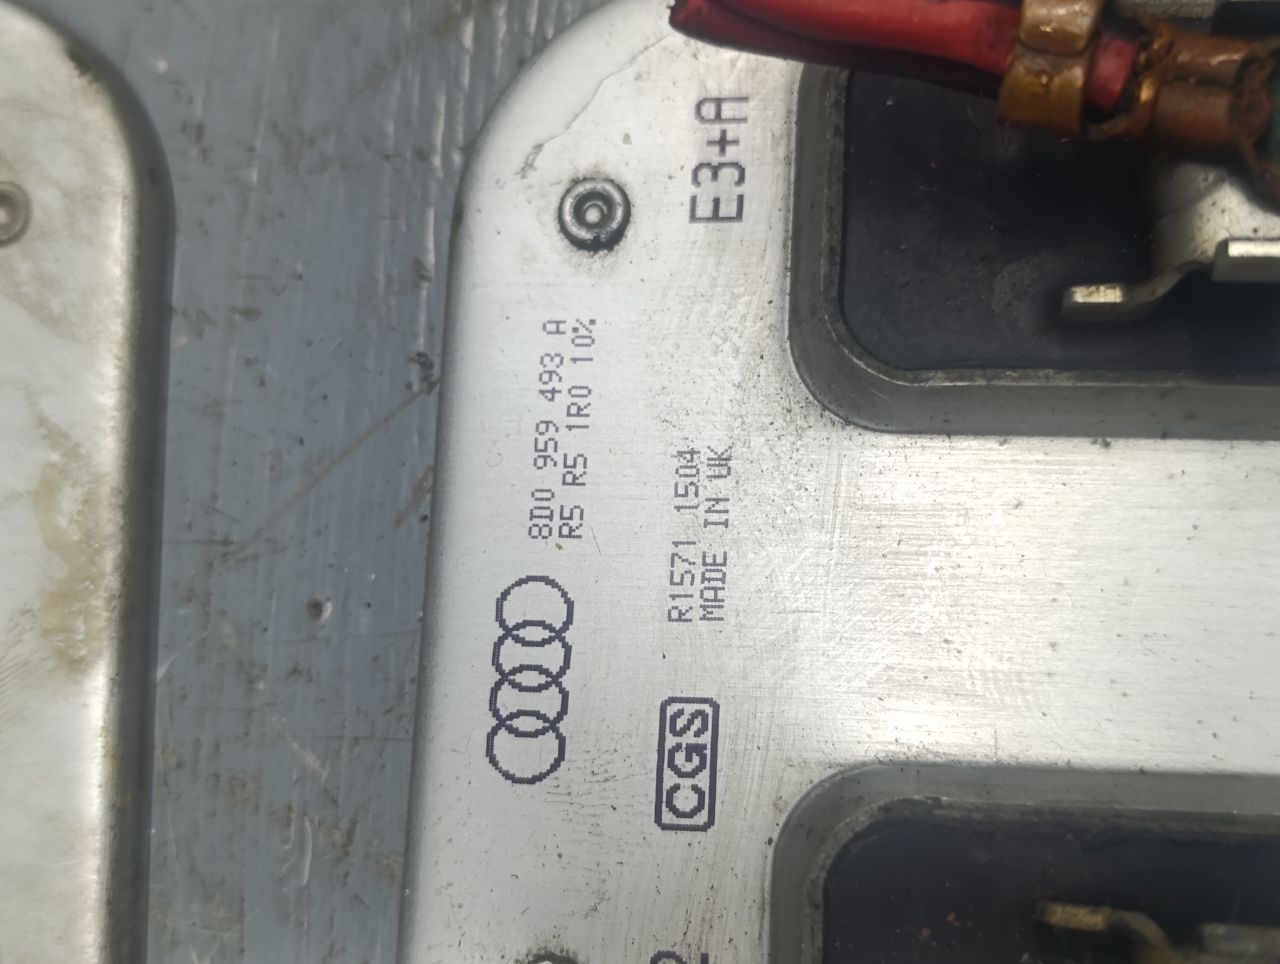 E3+A
8D0 959 493 A
R5 R5 1R0 10%
R1571 1504
MADE IN UK
CGS